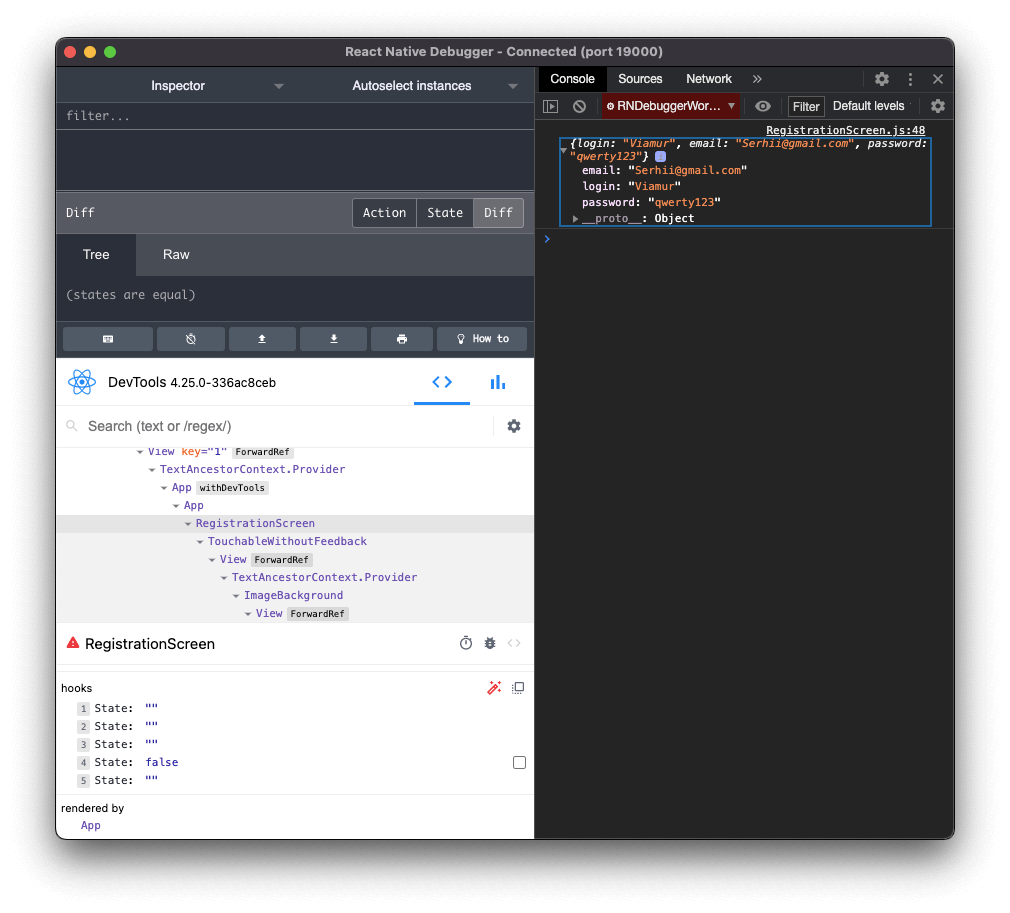 React Native Debugger - Connected (port 19000)
Inspector
Autoselect instances
filter...
Diff
Action
State
Diff
Tree
Raw
(states are equal)
How to
DevTools 4.25.0-336ac8ceb
Search (text or /regex/)
View key="1" ForwardRef
TextAncestorContext.Provider
App withDevTools
App
RegistrationScreen
TouchableWithoutFeedback
View ForwardRef
TextAncestorContext.Provider
ImageBackground
View ForwardRef
RegistrationScreen
hooks
1 State: ""
2 State: ""
3 State: ""
4 State: false
5 State: ""
rendered by
App
Console
Sources
Network
»
RNDebuggerWor...
Filter
Default levels
RegistrationScreen.js:48
{login: "Viamur", email: "Serhii@gmail.com", password:
"qwerty123"}
email: "Serhii@gmail.com"
login: "Viamur"
password: "qwerty123"
__proto__: Object